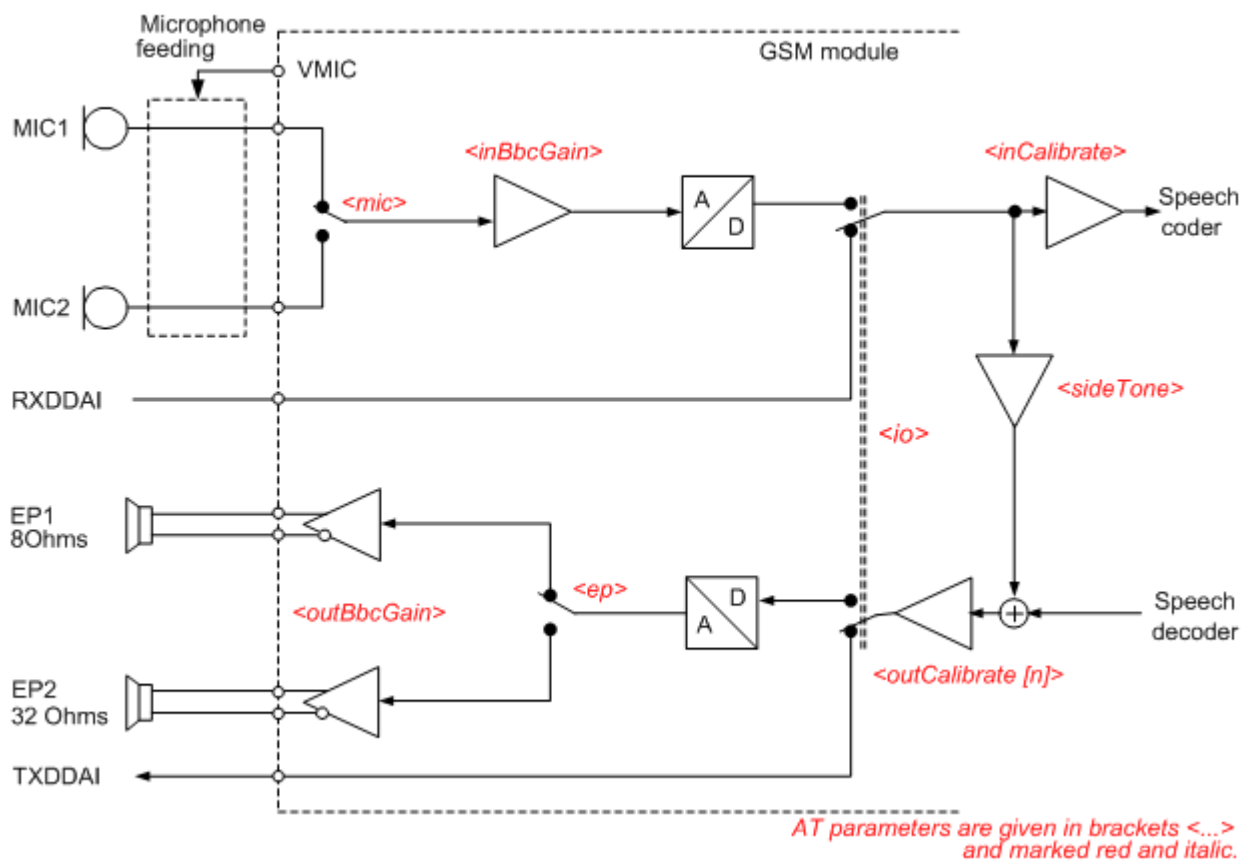 Microphone
feeding
GSM module
VMIC
MIC1
<inBbcGain>
<inCalibrate>
<mic>
A
D
Speech
coder
MIC2
<sideTone>
RXDDAI
<io>
EP1
8Ohms
<ep>
D
A
<outBbcGain>
+
Speech
decoder
<outCalibrate [n]>
EP2
32 Ohms
TXDDAI
AT parameters are given in brackets <...>
and marked red and italic.